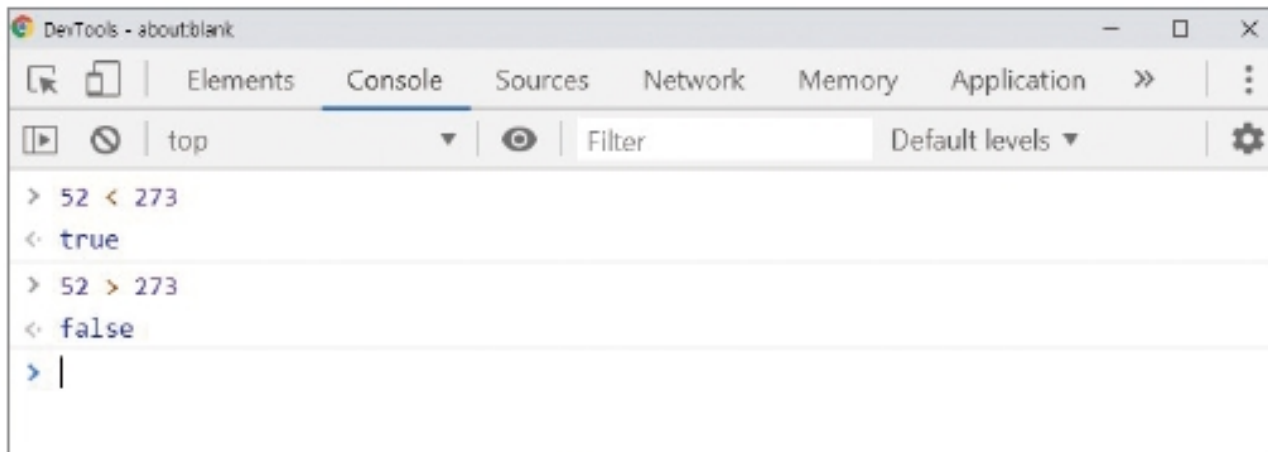 DevTools - about:blank
Elements Console Sources Network Memory Application »
top ▼ Filter Default levels ▼
> 52 < 273
<· true
> 52 > 273
<· false
>